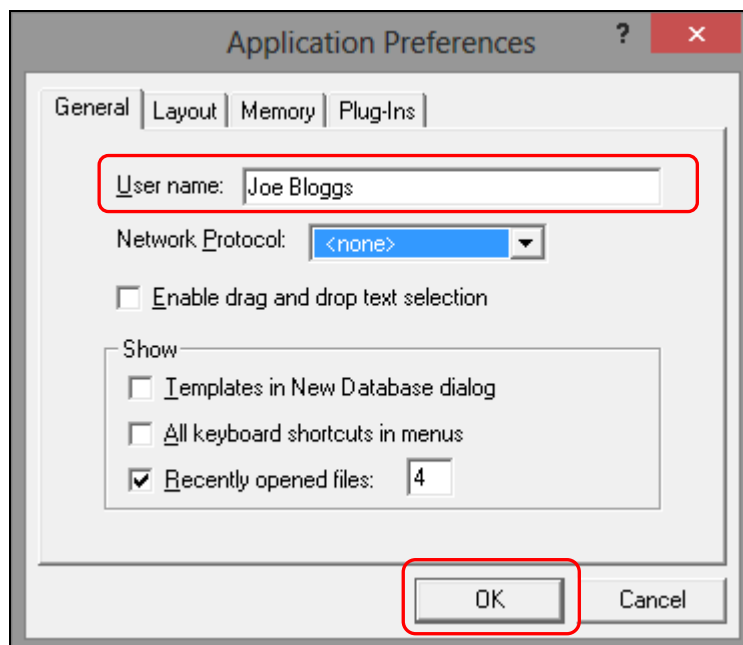 Application Preferences ? ×
General Layout Memory Plug-Ins
User name: Joe Bloggs
Network Protocol: <none>
Enable drag and drop text selection
Show
Templates in New Database dialog
All keyboard shortcuts in menus
Recently opened files: 4
OK Cancel